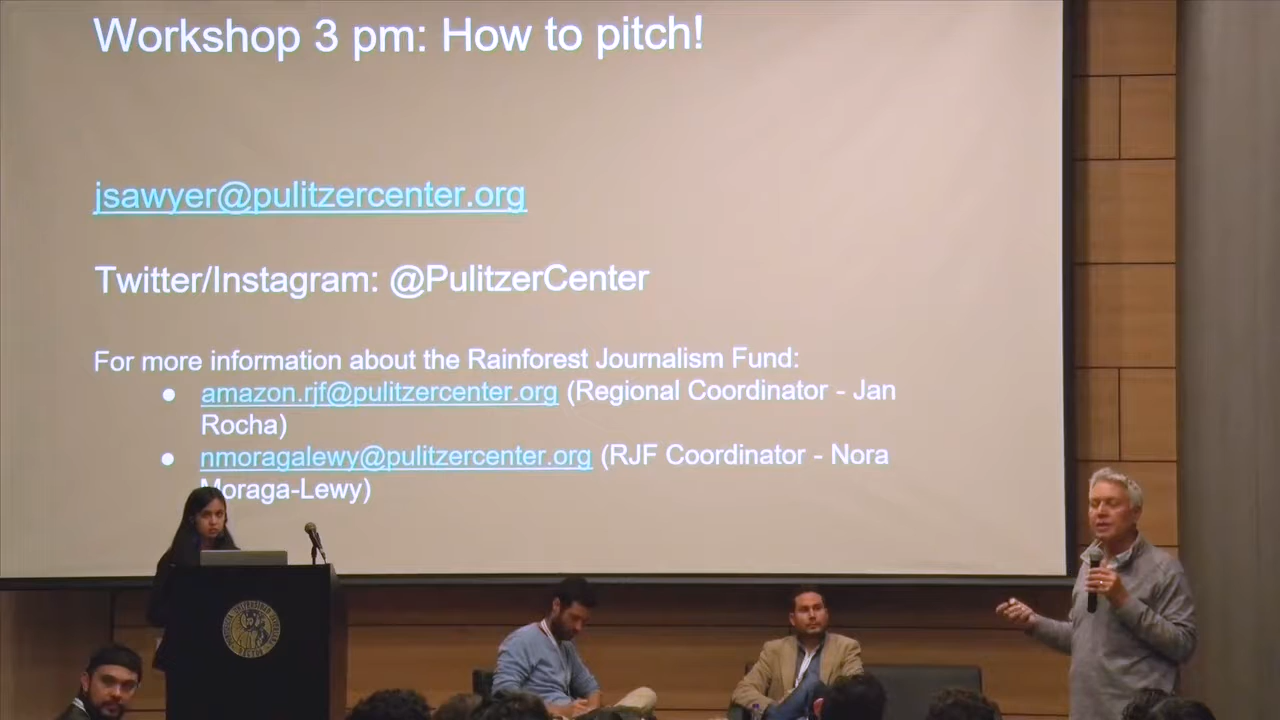 Workshop 3 pm: How to pitch!
jsawyer@pulitzercenter.org
Twitter/Instagram: @PulitzerCenter
For more information about the Rainforest Journalism Fund:
● amazon.rjf@pulitzercenter.org (Regional Coordinator - Jan
Rocha)
● nmoragalewy@pulitzercenter.org (RJF Coordinator - Nora
Moraga-Lewy)